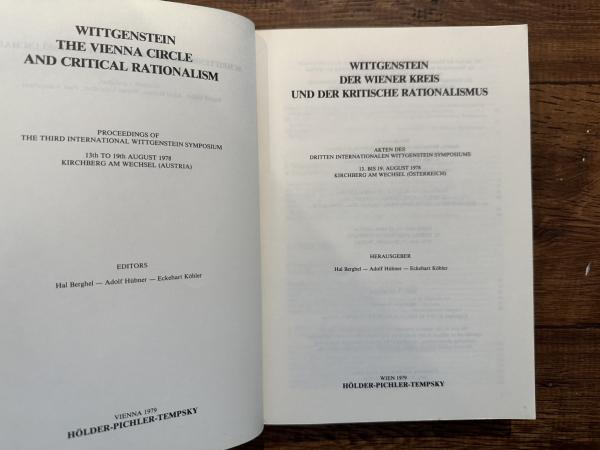 WITTGENSTEIN
THE VIENNA CIRCLE
AND CRITICAL RATIONALISM
PROCEEDINGS OF
THE THIRD INTERNATIONAL WITTGENSTEIN SYMPOSIUM
13th TO 19th AUGUST 1978
KIRCHBERG AM WECHSEL (AUSTRIA)
EDITORS
Hal Berghel — Adolf Hübner — Eckehart Köhler
VIENNA 1979
HÖLDER-PICHLER-TEMPSKY
WITTGENSTEIN
DER WIENER KREIS
UND DER KRITISCHE RATIONALISMUS
AKTEN DES
DRITTEN INTERNATIONALEN WITTGENSTEIN SYMPOSIUMS
13. BIS 19. AUGUST 1978
KIRCHBERG AM WECHSEL (ÖSTERREICH)
HERAUSGEBER
Hal Berghel — Adolf Hübner — Eckehart Köhler
WIEN 1979
HÖLDER-PICHLER-TEMPSKY